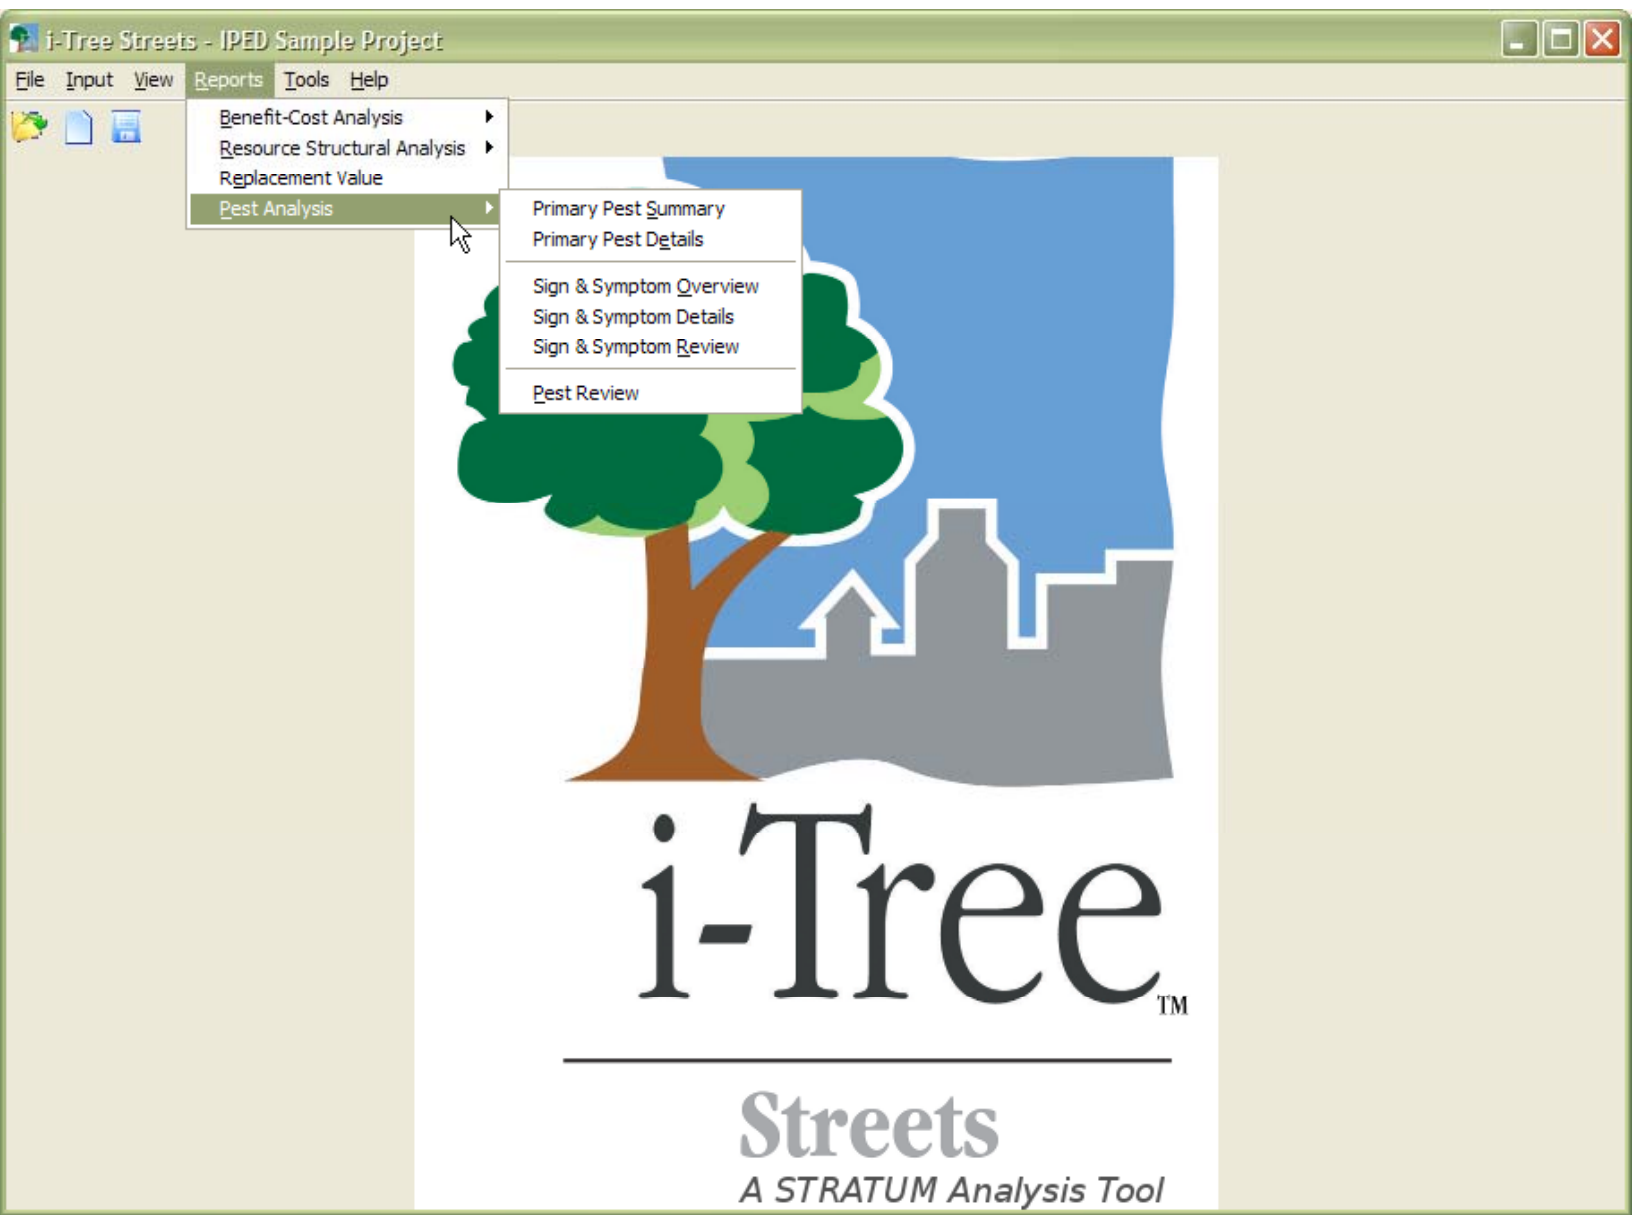 i-Tree Streets - IPED Sample Project
File Input View Reports Tools Help
Benefit-Cost Analysis
Resource Structural Analysis
Replacement Value
Pest Analysis
Primary Pest Summary
Primary Pest Details
Sign & Symptom Overview
Sign & Symptom Details
Sign & Symptom Review
Pest Review
i-Tree™
Streets
A STRATUM Analysis Tool